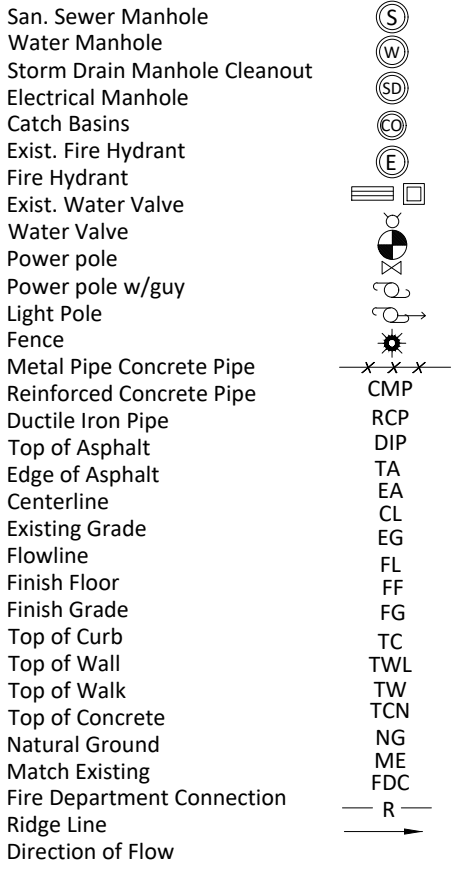 San. Sewer Manhole S
Water Manhole W
Storm Drain Manhole Cleanout SD
Electrical Manhole CO
Catch Basins
Exist. Fire Hydrant E
Fire Hydrant
Exist. Water Valve
Water Valve
Power pole
Power pole w/guy
Light Pole
Fence
Metal Pipe Concrete Pipe X X X
Reinforced Concrete Pipe CMP
Ductile Iron Pipe RCP
Top of Asphalt DIP
Edge of Asphalt TA
Centerline EA
Existing Grade CL
Flowline EG
Finish Floor FL
Finish Grade FF
Top of Curb FG
Top of Wall TC
Top of Walk TWL
Top of Concrete TW
Natural Ground TCN
Match Existing NG
Fire Department Connection ME
Ridge Line FDC
Direction of Flow R